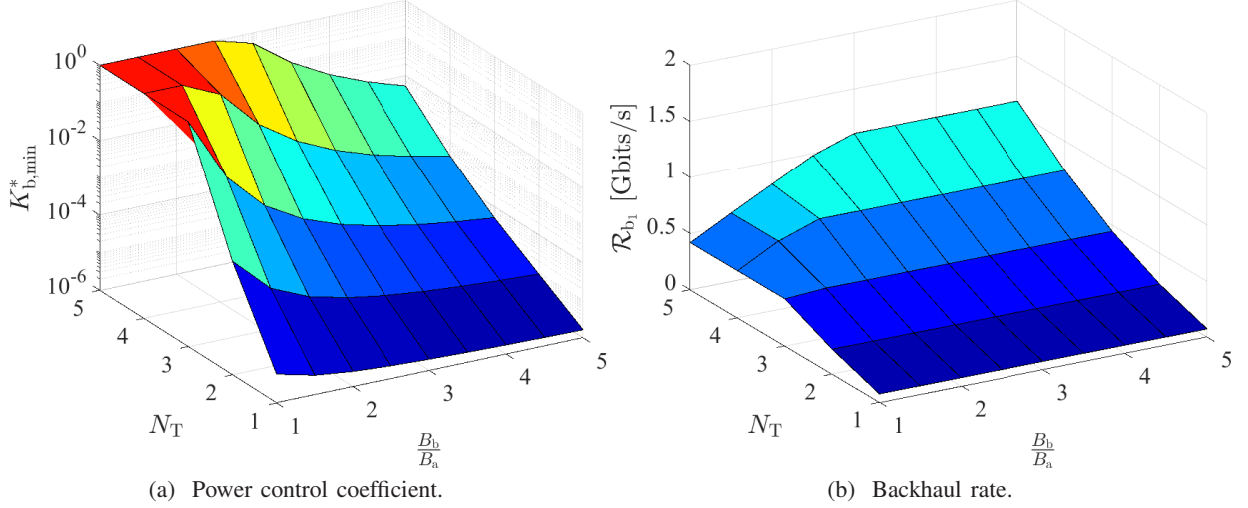 10^0
10^-2
10^-4
10^-6
K*_b,min
5
4
3
2
1
N_T
1
2
3
4
5
B_b
B_a
(a) Power control coefficient.
2
1.5
1
0.5
0
R_b₁ [Gbits/s]
5
4
3
2
1
N_T
1
2
3
4
5
B_b
B_a
(b) Backhaul rate.